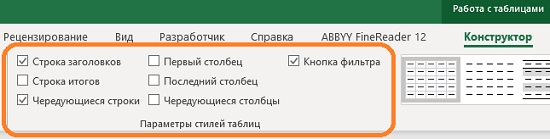 Работа с таблицами
Рецензирование Вид Разработчик Справка ABBYY FineReader 12 Конструктор
Строка заголовков Первый столбец Кнопка фильтра
Строка итогов Последний столбец
Чередующиеся строки Чередующиеся столбцы
Параметры стилей таблиц